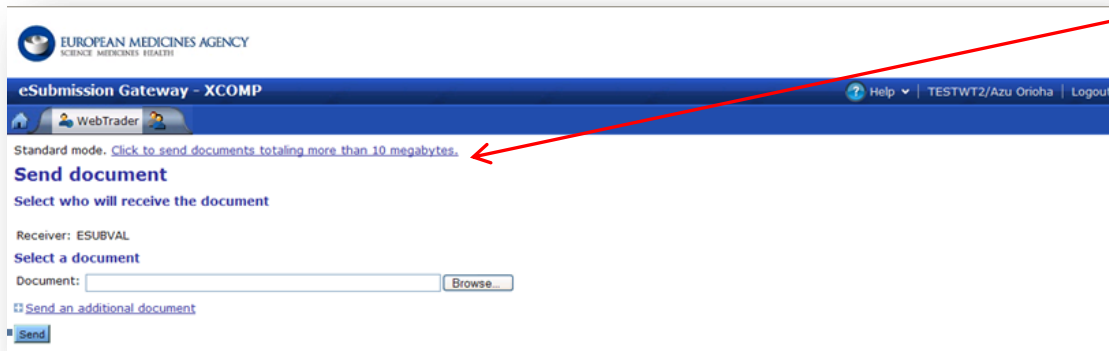 EUROPEAN MEDICINES AGENCY
SCIENCE MEDICINES HEALTH
eSubmission Gateway - XCOMP
Help | TESTWT2/Azu Orioha | Logout
WebTrader
Standard mode. Click to send documents totaling more than 10 megabytes.
Send document
Select who will receive the document
Receiver: ESUBVAL
Select a document
Document: Browse...
Send an additional document
Send